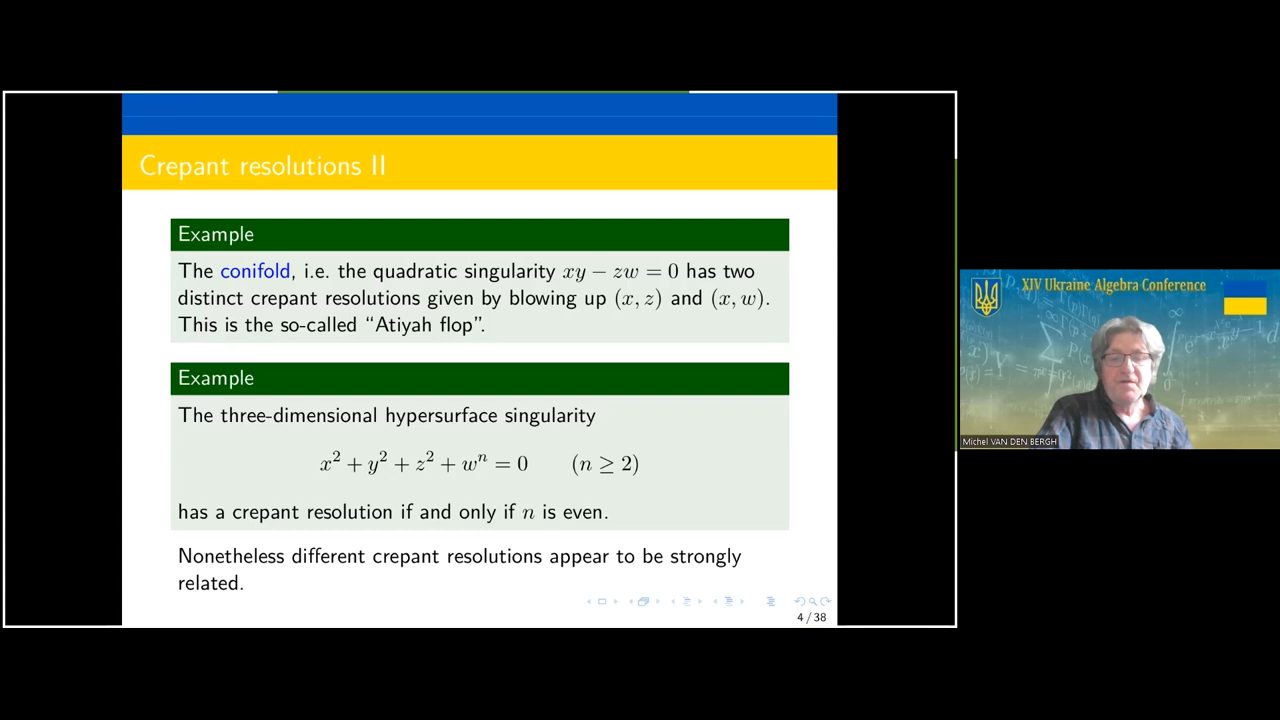 Crepant resolutions II
Example
The conifold, i.e. the quadratic singularity xy − zw = 0 has two
distinct crepant resolutions given by blowing up (x, z) and (x, w).
This is the so-called “Atiyah flop”.
Example
The three-dimensional hypersurface singularity
x² + y² + z² + wⁿ = 0 (n ≥ 2)
has a crepant resolution if and only if n is even.
Nonetheless different crepant resolutions appear to be strongly
related.
4 / 38
XIV Ukraine Algebra Conference
Michel VAN DEN BERGH